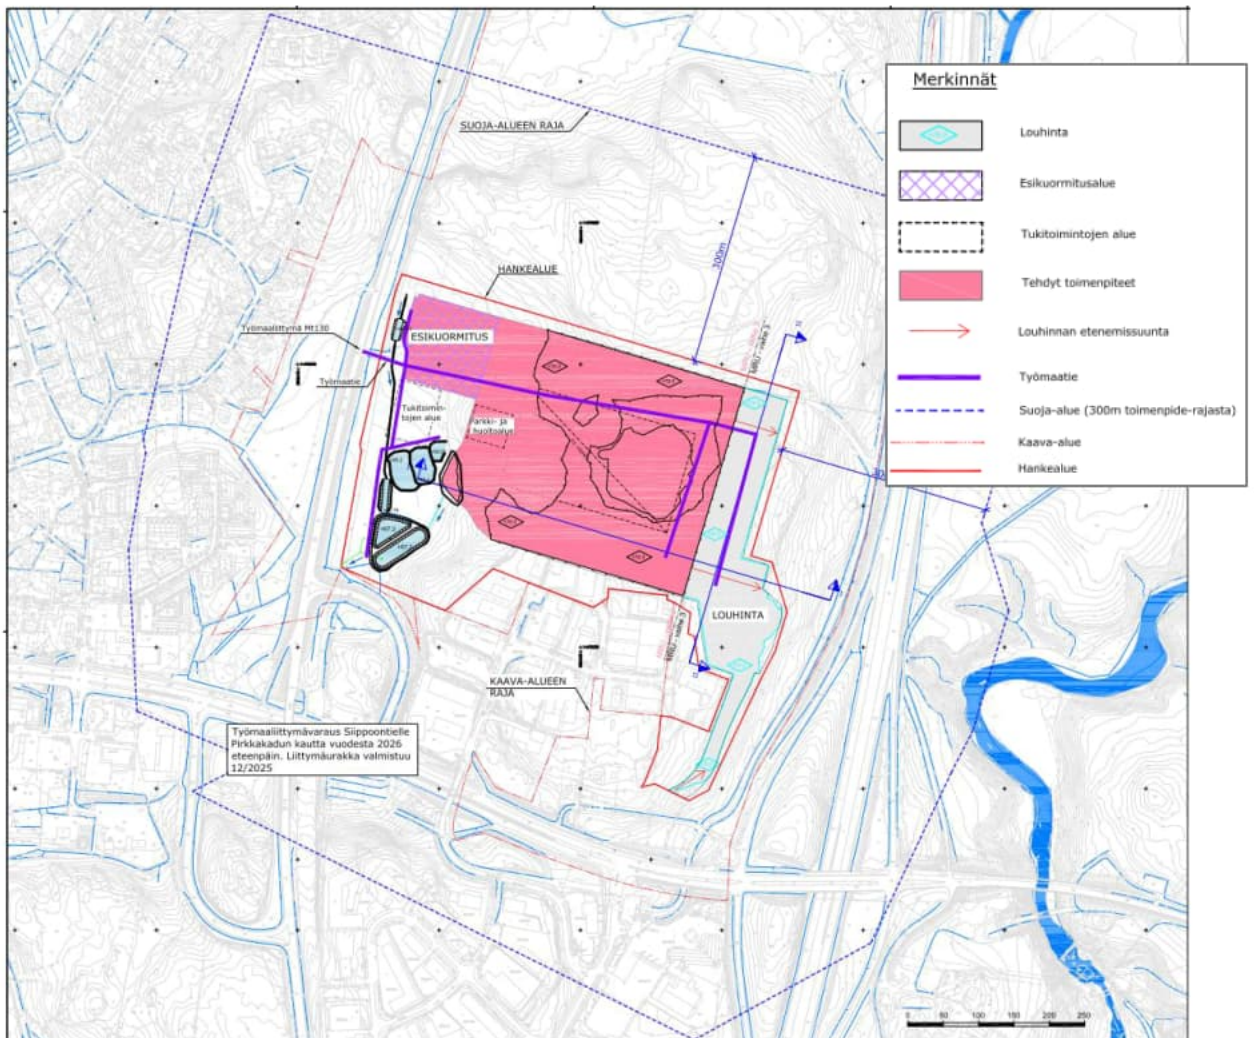 Merkinnät
Louhinta
Esikuormitusalue
Tukitoimintojen alue
Tehdyt toimenpiteet
Louhinnan etenemissuunta
Työmaatie
Suoja-alue (300m toimenpide-rajasta)
Kaava-alue
Hankealue
SUOJA-ALUEEN RAJA
300m
HANKEALUE
Työmaaliittymä Mt130
ESIKUORMITUS
Työmaatie
Tukitoimin-
tojen alue
Parkki- ja
huoltoalue
LOUHINTA
KAAVA-ALUEEN
RAJA
Työmaaliittymävaraus Siippoontielle
Pirkkakadun kautta vuodesta 2026
eteenpäin. Liittymäurakka valmistuu
12/2025
0 50 100 150 200 250